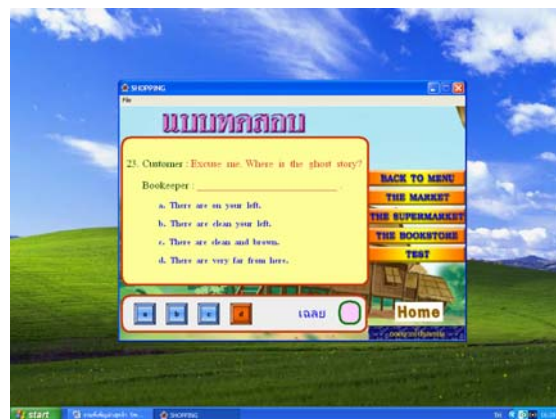 SHOPPING
File
แบบทดสอบ
23. Customer : Excuse me. Where is the ghost story?
Bookeeper : ______________________ .
a. There are on your left.
b. There are clean your left.
c. There are clean and brown.
d. There are very far from here.
BACK TO MENU
THE MARKET
THE SUPERMARKET
THE BOOKSTORE
TEST
a b c d
เฉลย
Home
start
SHOPPING
TH